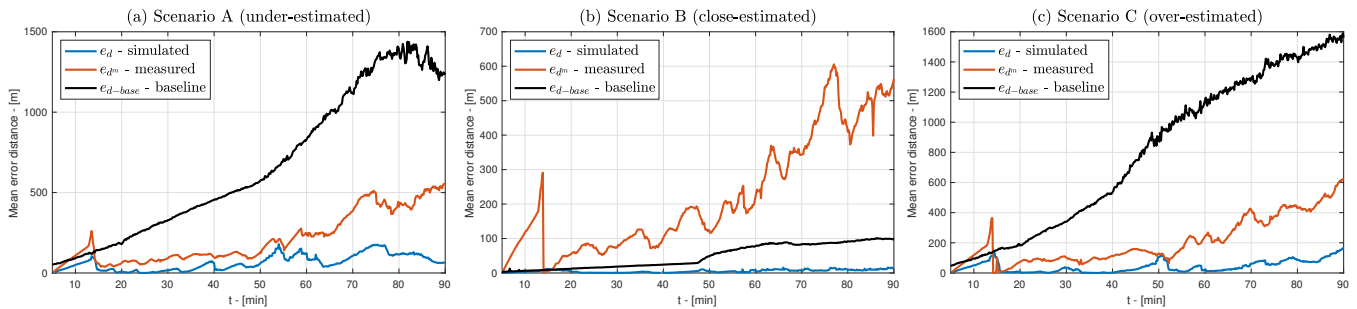 (a) Scenario A (under-estimated)
1500
1000
500
0
Mean error distance - [m]
e_d - simulated
e_{d^m} - measured
e_{d-base} - baseline
10 20 30 40 50 60 70 80 90
t - [min]
(b) Scenario B (close-estimated)
700
600
500
400
300
200
100
0
Mean error distance - [m]
e_d - simulated
e_{d^m} - measured
e_{d-base} - baseline
10 20 30 40 50 60 70 80 90
t - [min]
(c) Scenario C (over-estimated)
1600
1400
1200
1000
800
600
400
200
0
Mean error distance - [m]
e_d - simulated
e_{d^m} - measured
e_{d-base} - baseline
10 20 30 40 50 60 70 80 90
t - [min]